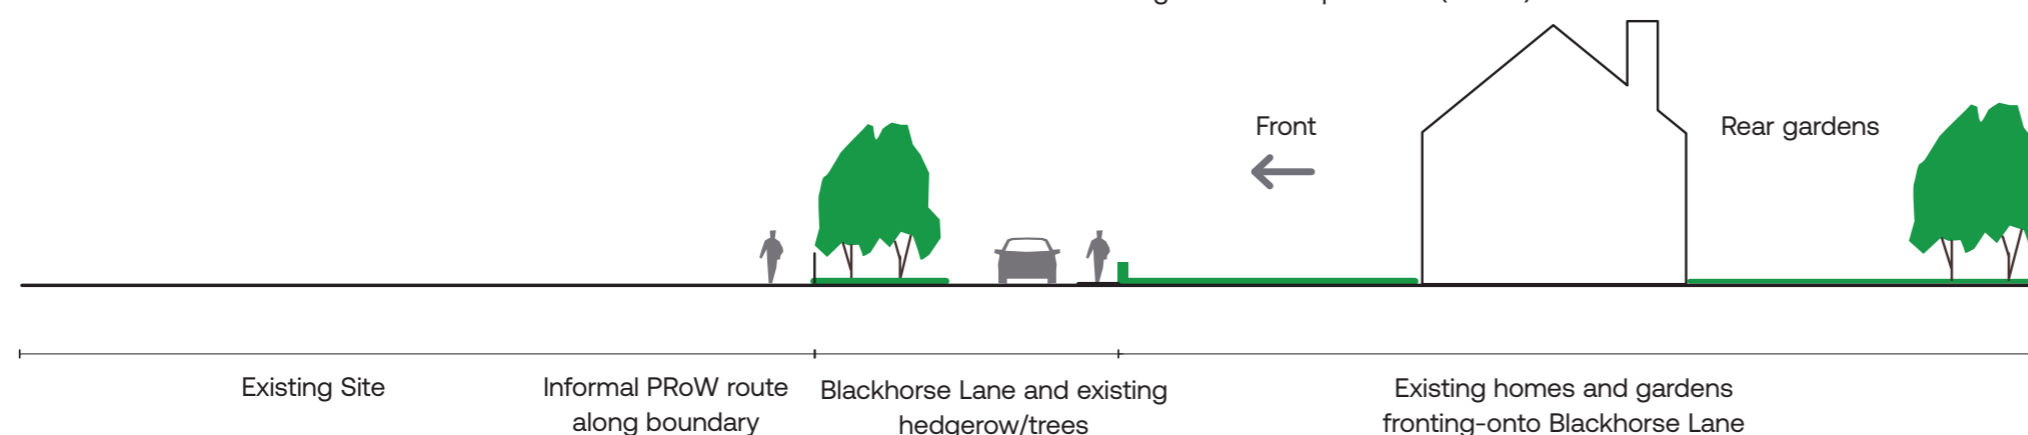 Front
Rear gardens
Existing Site
Informal PRoW route
along boundary
Blackhorse Lane and existing
hedgerow/trees
Existing homes and gardens
fronting-onto Blackhorse Lane